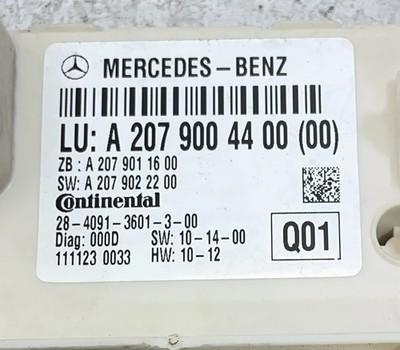 MERCEDES-BENZ
LU: A 207 900 44 00 (00)
ZB : A 207 901 16 00
SW: A 207 902 22 00
Continental
28-4091-3601-3-00
Diag: 000D SW: 10-14-00
111123 0033 HW: 10-12
Q01